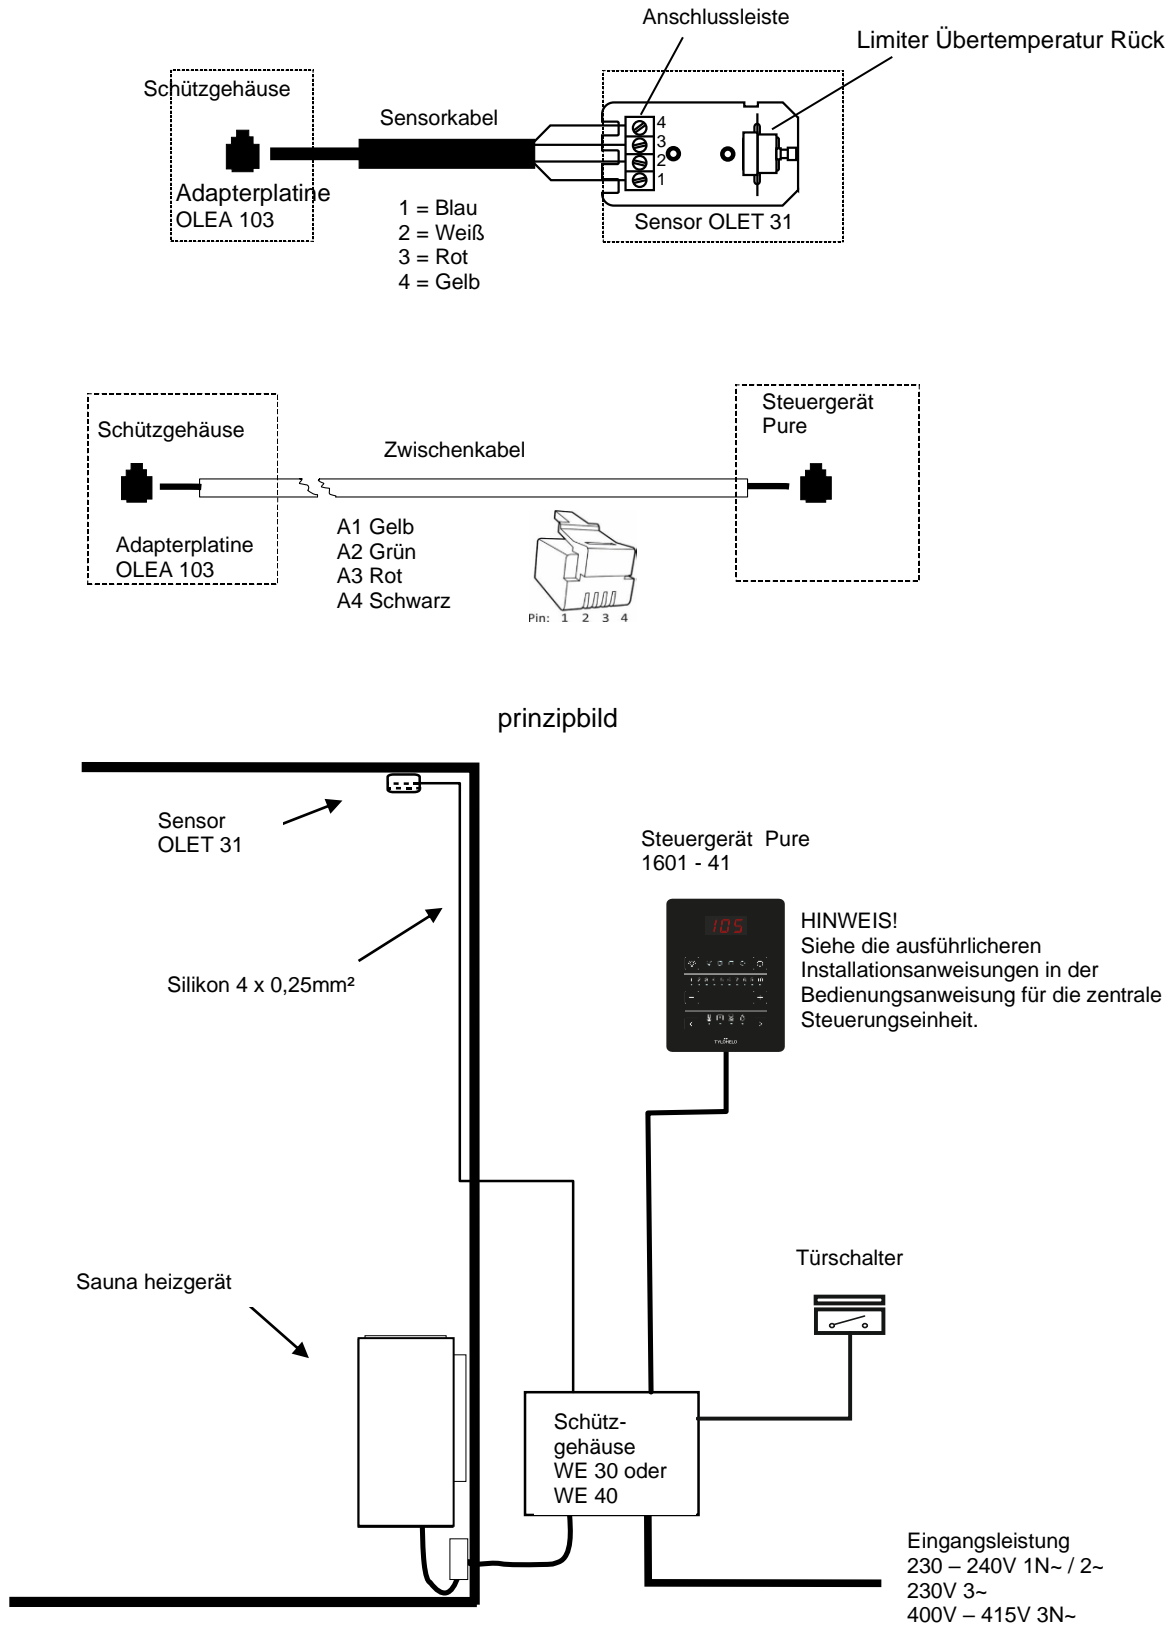 Anschlussleiste
Limiter Übertemperatur Rück
Schützgehäuse
Sensorkabel
4
3
2
1
Adapterplatine
OLEA 103
1 = Blau
2 = Weiß
3 = Rot
4 = Gelb
Sensor OLET 31
Steuergerät
Pure
Schützgehäuse
Zwischenkabel
Adapterplatine
OLEA 103
A1 Gelb
A2 Grün
A3 Rot
A4 Schwarz
Pin: 1 2 3 4
prinzipbild
Sensor
OLET 31
Steuergerät Pure
1601 - 41
105
HINWEIS!
Siehe die ausführlicheren
Installationsanweisungen in der
Bedienungsanweisung für die zentrale
Steuerungseinheit.
Silikon 4 x 0,25mm²
Türschalter
Sauna heizgerät
Schütz-
gehäuse
WE 30 oder
WE 40
Eingangsleistung
230 – 240V 1N~ / 2~
230V 3~
400V – 415V 3N~